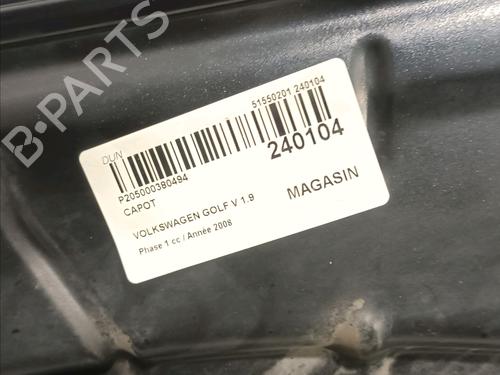 B-PARTS
51550201 240104
DUN
240104
P205000380494
CAPOT
MAGASIN
VOLKSWAGEN GOLF V 1.9
Phase 1 cc / Année 2008